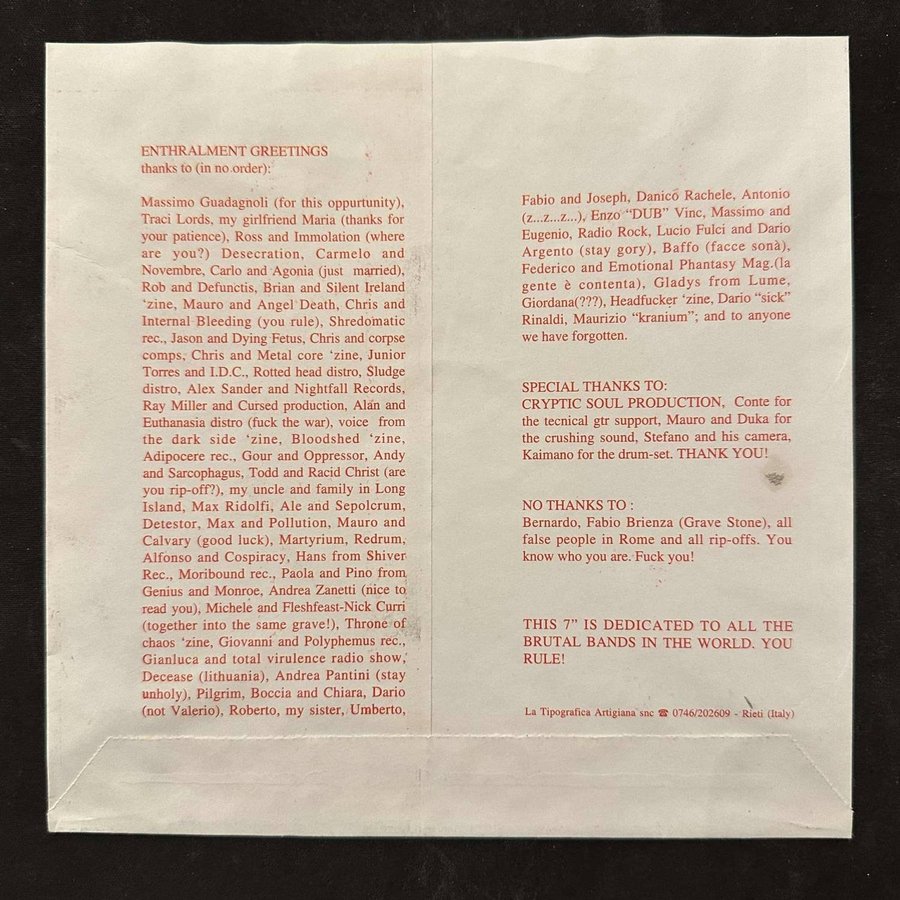 ENTHRALMENT GREETINGS
thanks to (in no order):
Massimo Guadagnoli (for this oppurtunity),
Traci Lords, my girlfriend Maria (thanks for
your patience), Ross and Immolation (where
are you?) Desecration, Carmelo and
Novembre, Carlo and Agonia (just married),
Rob and Defunctis, Brian and Silent Ireland
‘zine, Mauro and Angel Death, Chris and
Internal Bleeding (you rule), Shredomatic
rec., Jason and Dying Fetus, Chris and corpse
comps, Chris and Metal core ‘zine, Junior
Torres and I.D.C., Rotted head distro, Sludge
distro, Alex Sander and Nightfall Records,
Ray Miller and Cursed production, Alan and
Euthanasia distro (fuck the war), voice from
the dark side ‘zine, Bloodshed ‘zine,
Adipocere rec., Gour and Oppressor, Andy
and Sarcophagus, Todd and Racid Christ (are
you rip-off?), my uncle and family in Long
Island, Max Ridolfi, Ale and Sepolcrum,
Detestor, Max and Pollution, Mauro and
Calvary (good luck), Martyrium, Redrum,
Alfonso and Cospiracy, Hans from Shiver
Rec., Moribound rec., Paola and Pino from
Genius and Monroe, Andrea Zanetti (nice to
read you), Michele and Fleshfeast-Nick Curri
(together into the same grave!), Throne of
chaos ‘zine, Giovanni and Polyphemus rec.,
Gianluca and total virulence radio show,
Decease (lithuania), Andrea Pantini (stay
unholy), Pilgrim, Boccia and Chiara, Dario
(not Valerio), Roberto, my sister, Umberto,
Fabio and Joseph, Danico Rachele, Antonio
(z...z...z...), Enzo “DUB” Vinc, Massimo and
Eugenio, Radio Rock, Lucio Fulci and Dario
Argento (stay gory), Baffo (facce sonà),
Federico and Emotional Phantasy Mag.(la
gente è contenta), Gladys from Lume,
Giordana(???), Headfucker ‘zine, Dario “sick”
Rinaldi, Maurizio “kranium”; and to anyone
we have forgotten.
SPECIAL THANKS TO:
CRYPTIC SOUL PRODUCTION, Conte for
the tecnical gtr support, Mauro and Duka for
the crushing sound, Stefano and his camera,
Kaimano for the drum-set. THANK YOU!
NO THANKS TO :
Bernardo, Fabio Brienza (Grave Stone), all
false people in Rome and all rip-offs. You
know who you are. Fuck you!
THIS 7” IS DEDICATED TO ALL THE
BRUTAL BANDS IN THE WORLD. YOU
RULE!
La Tipografica Artigiana snc ☎ 0746/202609 - Rieti (Italy)